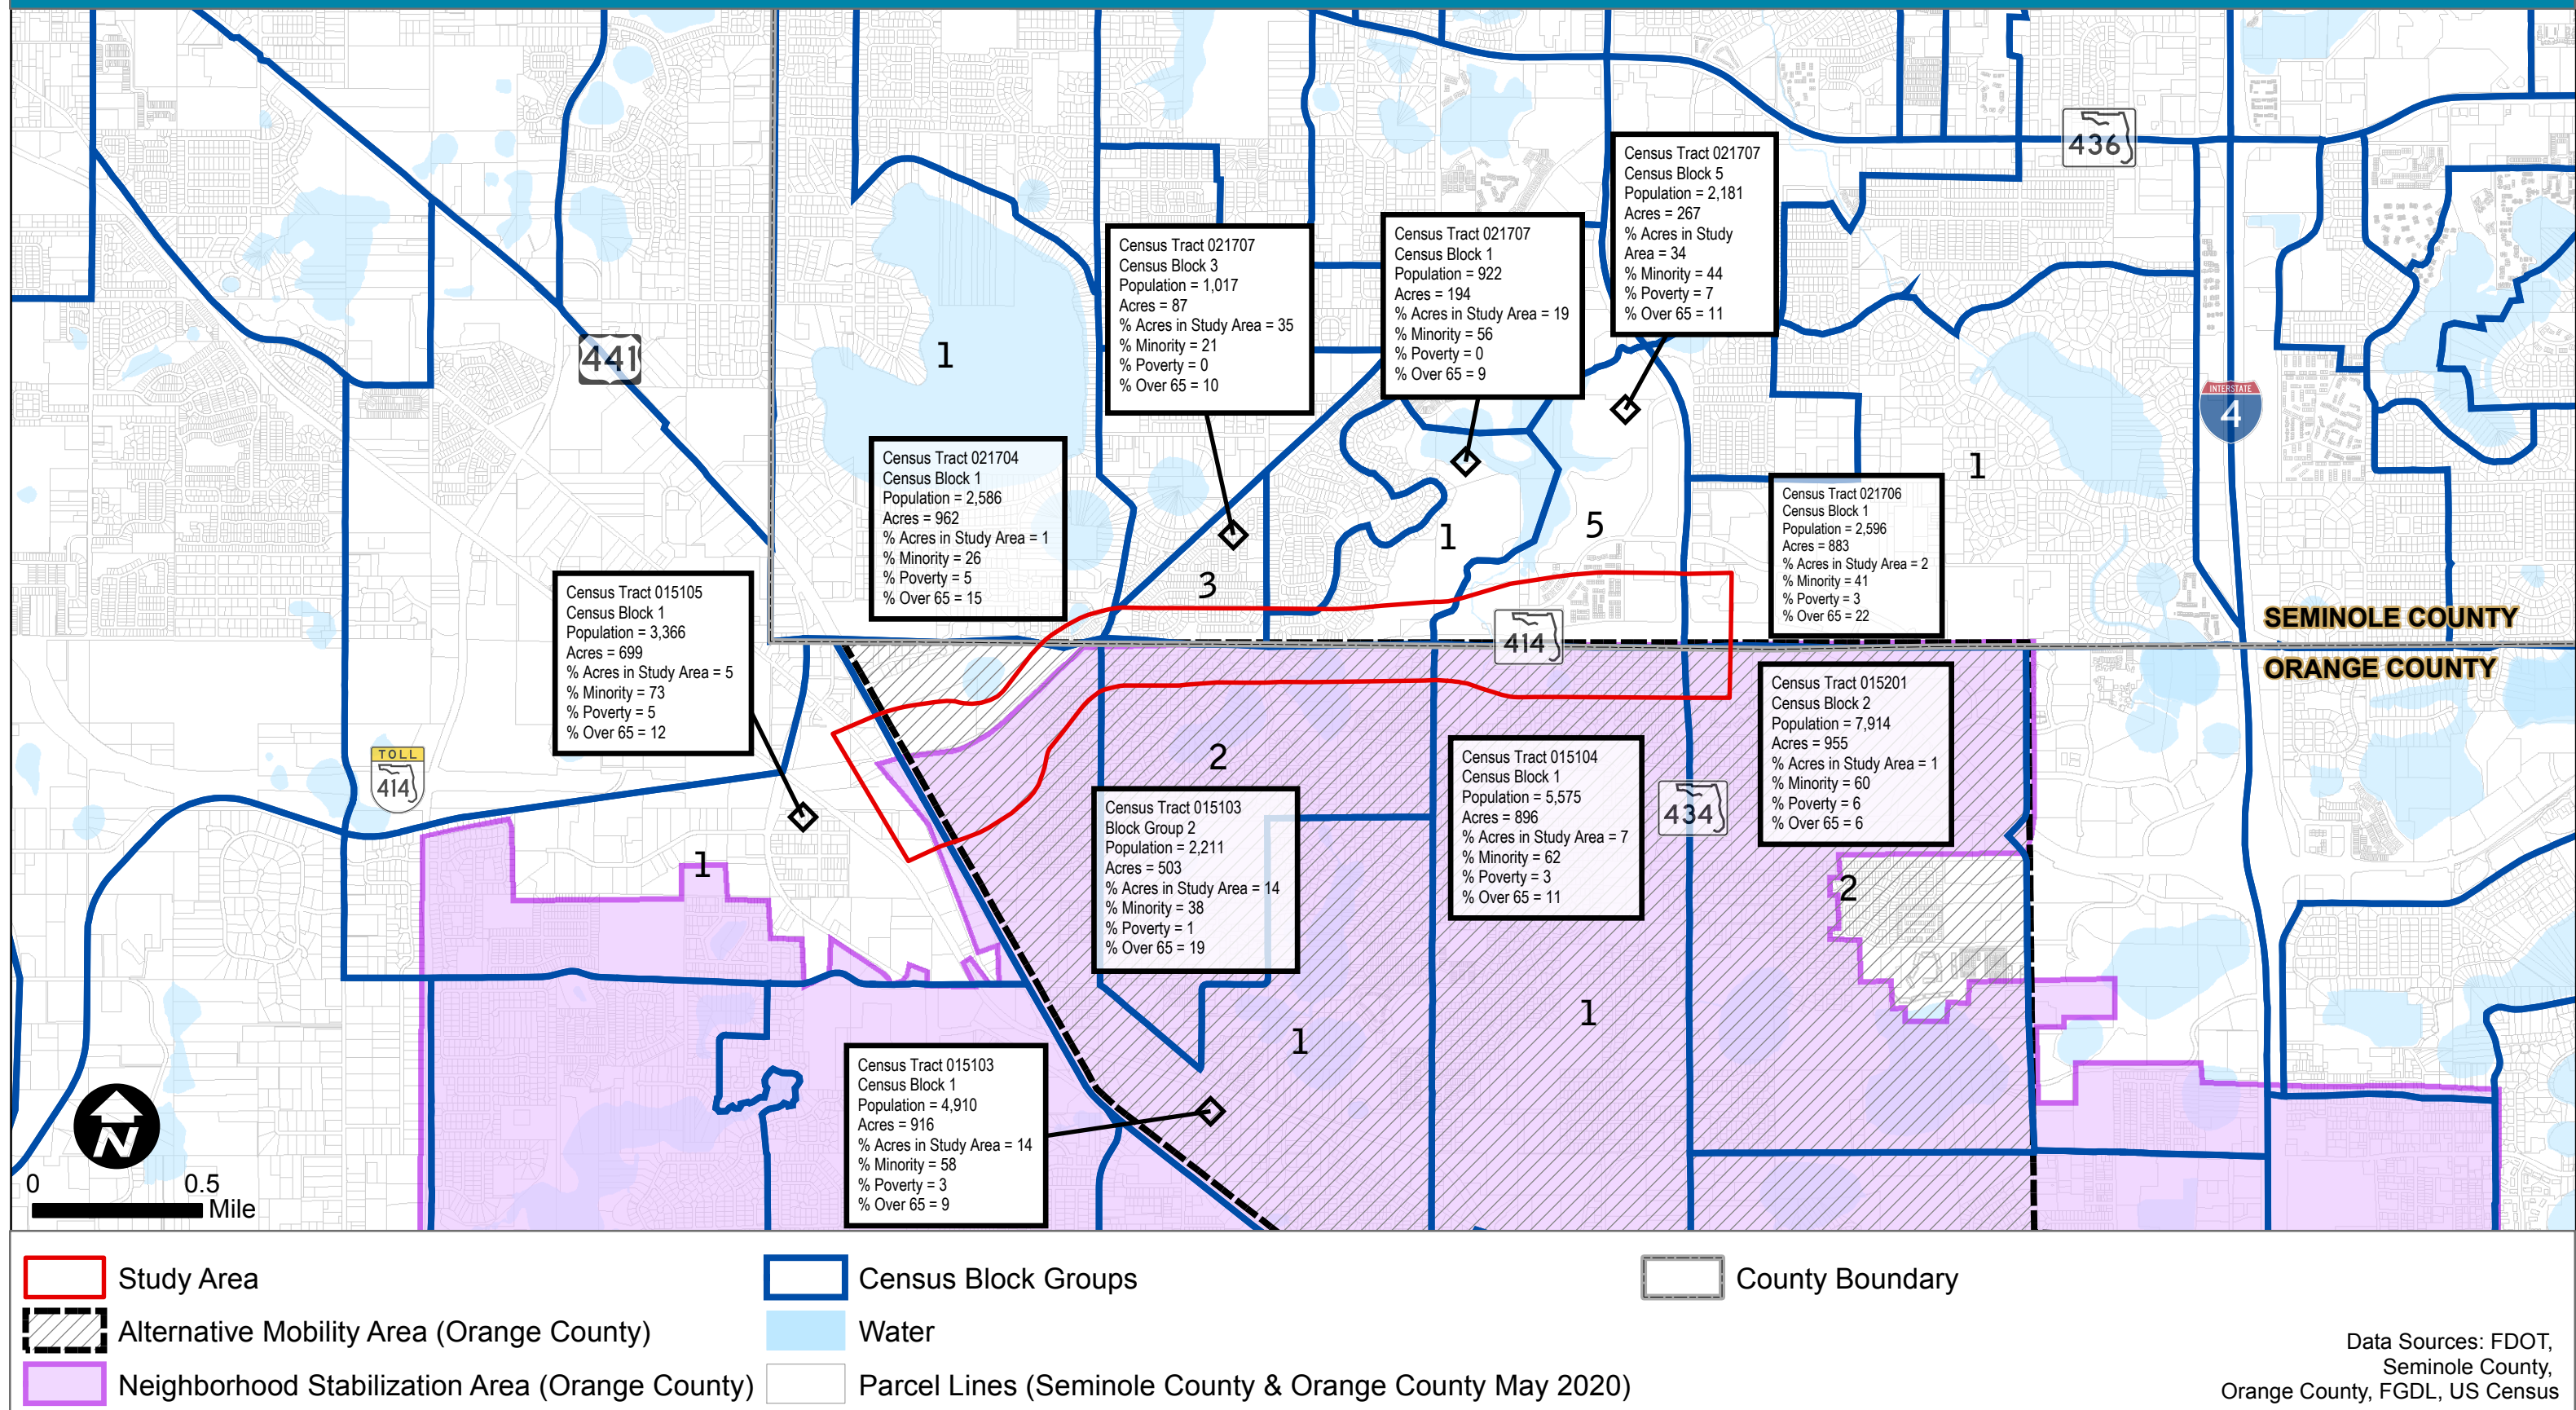 436
Census Tract 021707
Census Block 5
Population = 2,181
Acres = 267
% Acres in Study
Area = 34
% Minority = 44
% Poverty = 7
% Over 65 = 11
Census Tract 021707
Census Block 1
Population = 922
Acres = 194
% Acres in Study Area = 19
% Minority = 56
% Poverty = 0
% Over 65 = 9
Census Tract 021707
Census Block 3
Population = 1,017
Acres = 87
% Acres in Study Area = 35
% Minority = 21
% Poverty = 0
% Over 65 = 10
441
1
INTERSTATE
4
Census Tract 021704
Census Block 1
Population = 2,586
Acres = 962
% Acres in Study Area = 1
% Minority = 26
% Poverty = 5
% Over 65 = 15
1
Census Tract 021706
Census Block 1
Population = 2,596
Acres = 883
% Acres in Study Area = 2
% Minority = 41
% Poverty = 3
% Over 65 = 22
5
1
3
Census Tract 015105
Census Block 1
Population = 3,366
Acres = 699
% Acres in Study Area = 5
% Minority = 73
% Poverty = 5
% Over 65 = 12
414
SEMINOLE COUNTY
ORANGE COUNTY
Census Tract 015201
Census Block 2
Population = 7,914
Acres = 955
% Acres in Study Area = 1
% Minority = 60
% Poverty = 6
% Over 65 = 6
2
Census Tract 015104
Census Block 1
Population = 5,575
Acres = 896
% Acres in Study Area = 7
% Minority = 62
% Poverty = 3
% Over 65 = 11
TOLL
414
434
Census Tract 015103
Block Group 2
Population = 2,211
Acres = 503
% Acres in Study Area = 14
% Minority = 38
% Poverty = 1
% Over 65 = 19
1
2
1
1
Census Tract 015103
Census Block 1
Population = 4,910
Acres = 916
% Acres in Study Area = 14
% Minority = 58
% Poverty = 3
% Over 65 = 9
N
0 0.5
Mile
Study Area
Census Block Groups
County Boundary
Alternative Mobility Area (Orange County)
Water
Neighborhood Stabilization Area (Orange County)
Parcel Lines (Seminole County & Orange County May 2020)
Data Sources: FDOT,
Seminole County,
Orange County, FGDL, US Census